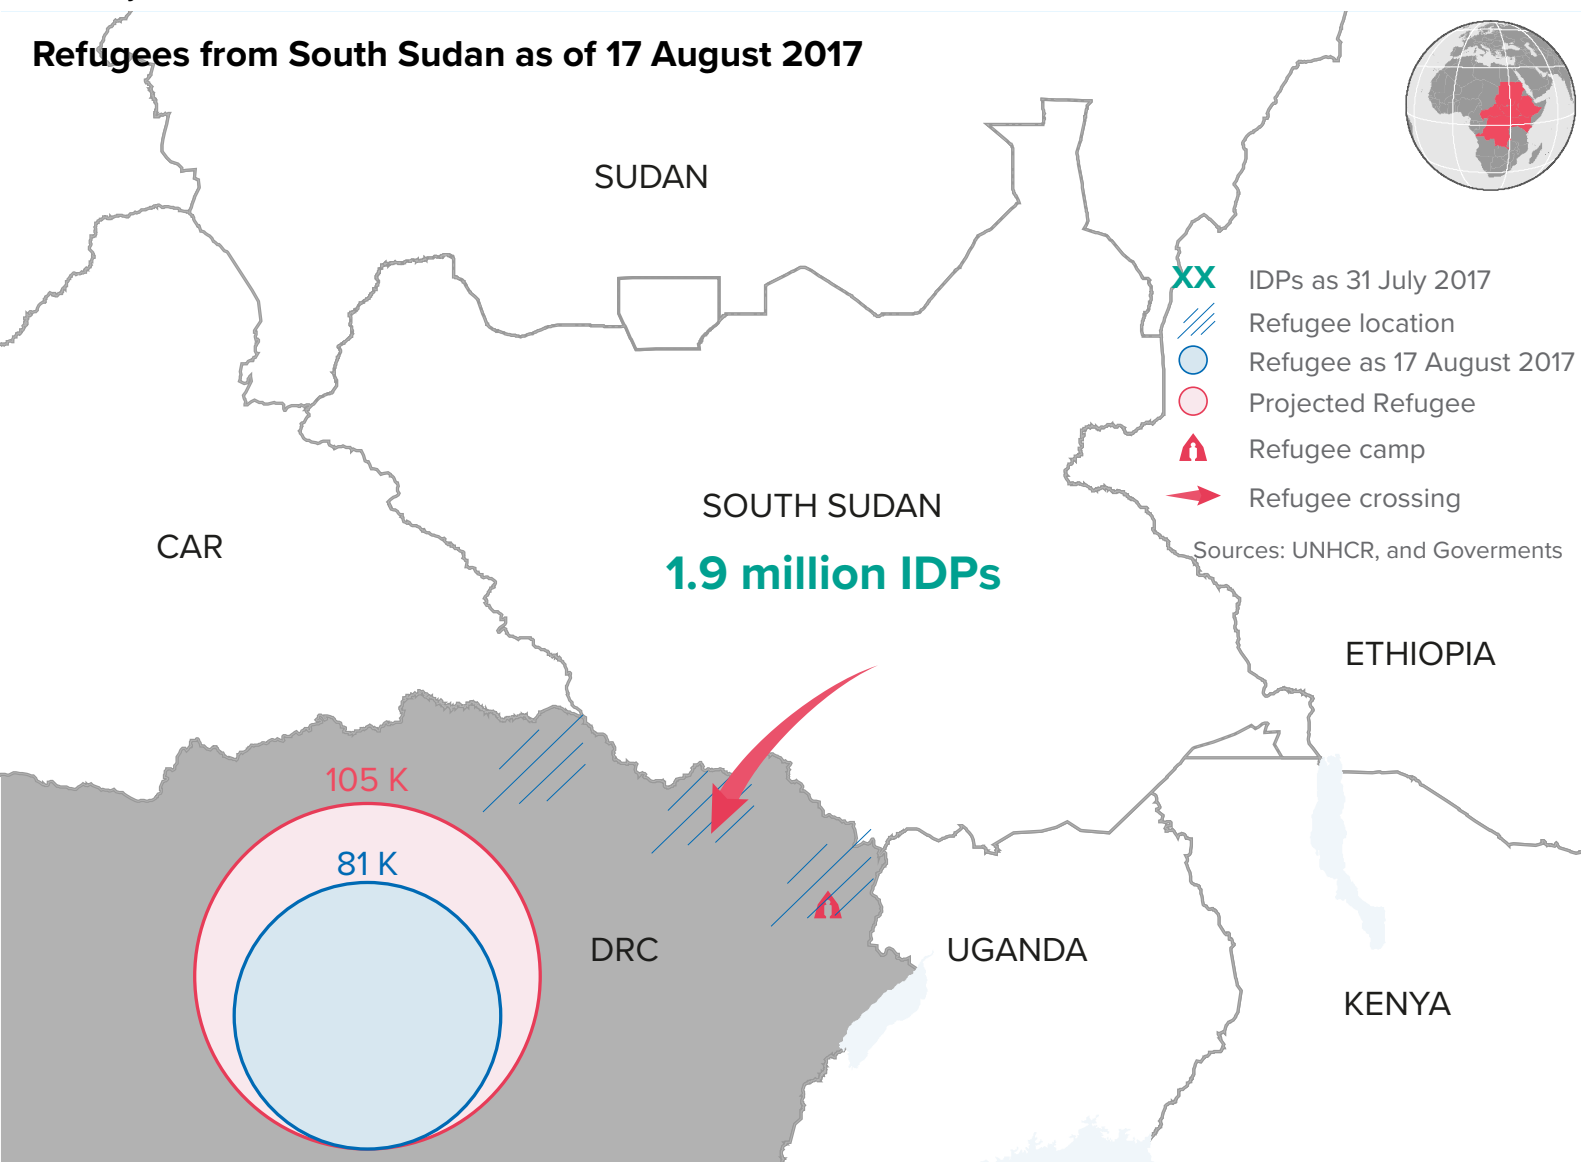 Refugees from South Sudan as of 17 August 2017
SUDAN
XX IDPs as 31 July 2017
Refugee location
Refugee as 17 August 2017
Projected Refugee
Refugee camp
Refugee crossing
Sources: UNHCR, and Goverments
SOUTH SUDAN
1.9 million IDPs
CAR
ETHIOPIA
105 K
81 K
DRC
UGANDA
KENYA